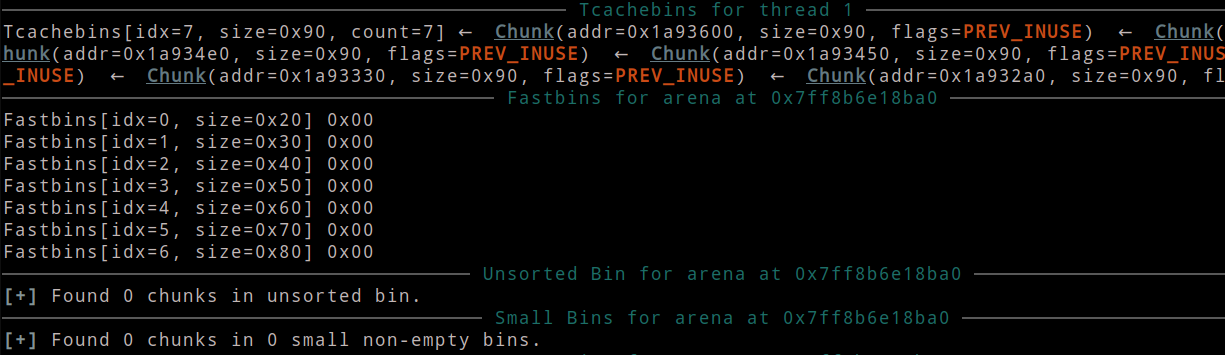 Tcachebins for thread 1
Tcachebins[idx=7, size=0x90, count=7] ← Chunk(addr=0x1a93600, size=0x90, flags=PREV_INUSE) ← Chunk(
hunk(addr=0x1a934e0, size=0x90, flags=PREV_INUSE) ← Chunk(addr=0x1a93450, size=0x90, flags=PREV_INUS
_INUSE) ← Chunk(addr=0x1a93330, size=0x90, flags=PREV_INUSE) ← Chunk(addr=0x1a932a0, size=0x90, fl
Fastbins for arena at 0x7ff8b6e18ba0
Fastbins[idx=0, size=0x20] 0x00
Fastbins[idx=1, size=0x30] 0x00
Fastbins[idx=2, size=0x40] 0x00
Fastbins[idx=3, size=0x50] 0x00
Fastbins[idx=4, size=0x60] 0x00
Fastbins[idx=5, size=0x70] 0x00
Fastbins[idx=6, size=0x80] 0x00
Unsorted Bin for arena at 0x7ff8b6e18ba0
[+] Found 0 chunks in unsorted bin.
Small Bins for arena at 0x7ff8b6e18ba0
[+] Found 0 chunks in 0 small non-empty bins.